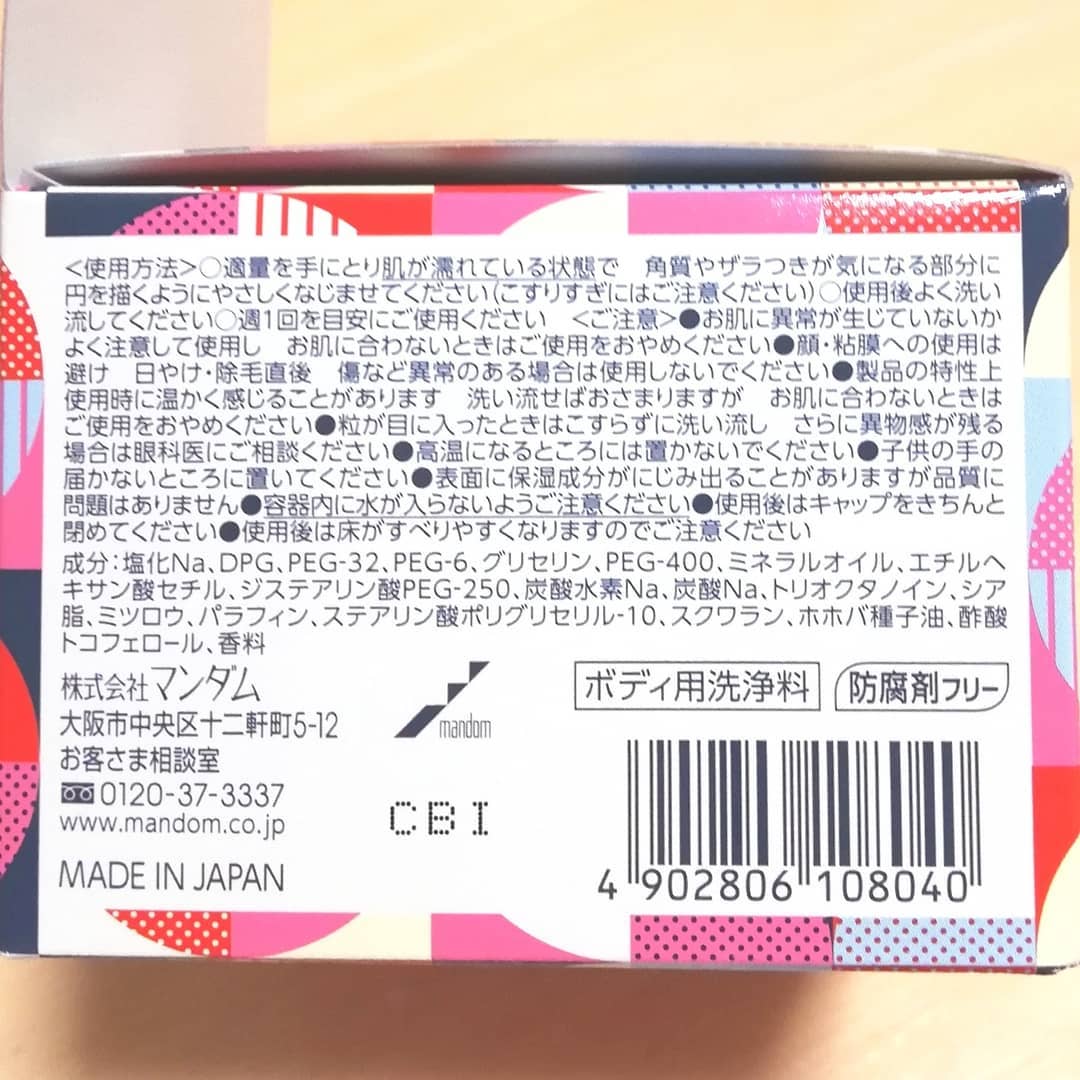 <使用方法>○適量を手にとり肌が濡れている状態で　角質やザラつきが気になる部分に
円を描くようにやさしくなじませてください(こすりすぎにはご注意ください)○使用後よく洗い
流してください○週1回を目安にご使用ください　<ご注意>●お肌に異常が生じていないか
よく注意して使用し　お肌に合わないときはご使用をおやめください●顔・粘膜への使用は
避け　日やけ・除毛直後　傷など異常のある場合は使用しないでください●製品の特性上
使用時に温かく感じることがあります　洗い流せばおさまりますが　お肌に合わないときは
ご使用をおやめください●粒が目に入ったときはこすらずに洗い流し　さらに異物感が残る
場合は眼科医にご相談ください●高温になるところには置かないでください●子供の手の
届かないところに置いてください●表面に保湿成分がにじみ出ることがありますが品質に
問題はありません●容器内に水が入らないようご注意ください●使用後はキャップをきちんと
閉めてください●使用後は床がすべりやすくなりますのでご注意ください
成分：塩化Na、DPG、PEG-32、PEG-6、グリセリン、PEG-400、ミネラルオイル、エチルヘ
キサン酸セチル、ジステアリン酸PEG-250、炭酸水素Na、炭酸Na、トリオクタノイン、シア
脂、ミツロウ、パラフィン、ステアリン酸ポリグリセリル-10、スクワラン、ホホバ種子油、酢酸
トコフェロール、香料
株式会社マンダム
大阪市中央区十二軒町5-12
お客さま相談室
0120-37-3337
www.mandom.co.jp
MADE IN JAPAN
mandom
CBI
ボディ用洗浄料
防腐剤フリー
4 902806 108040